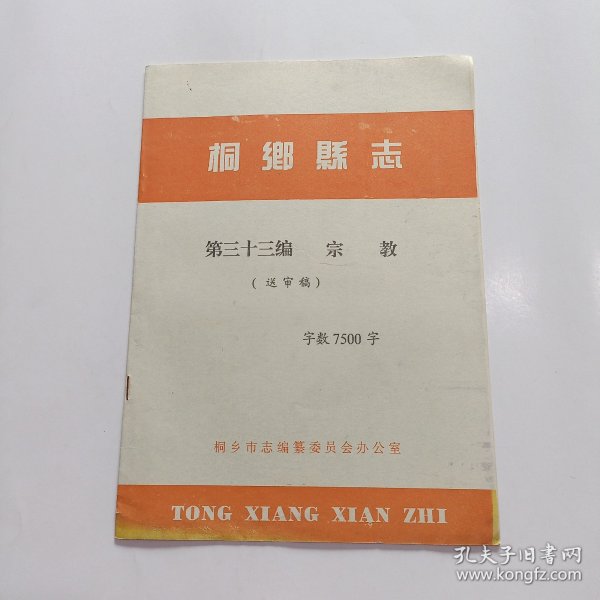 桐鄉縣志
第三十三编 宗 教
(送审稿)
字数7500字
桐乡市志编纂委员会办公室
TONG XIANG XIAN ZHI
孔夫子旧书网
www.kongfz.com